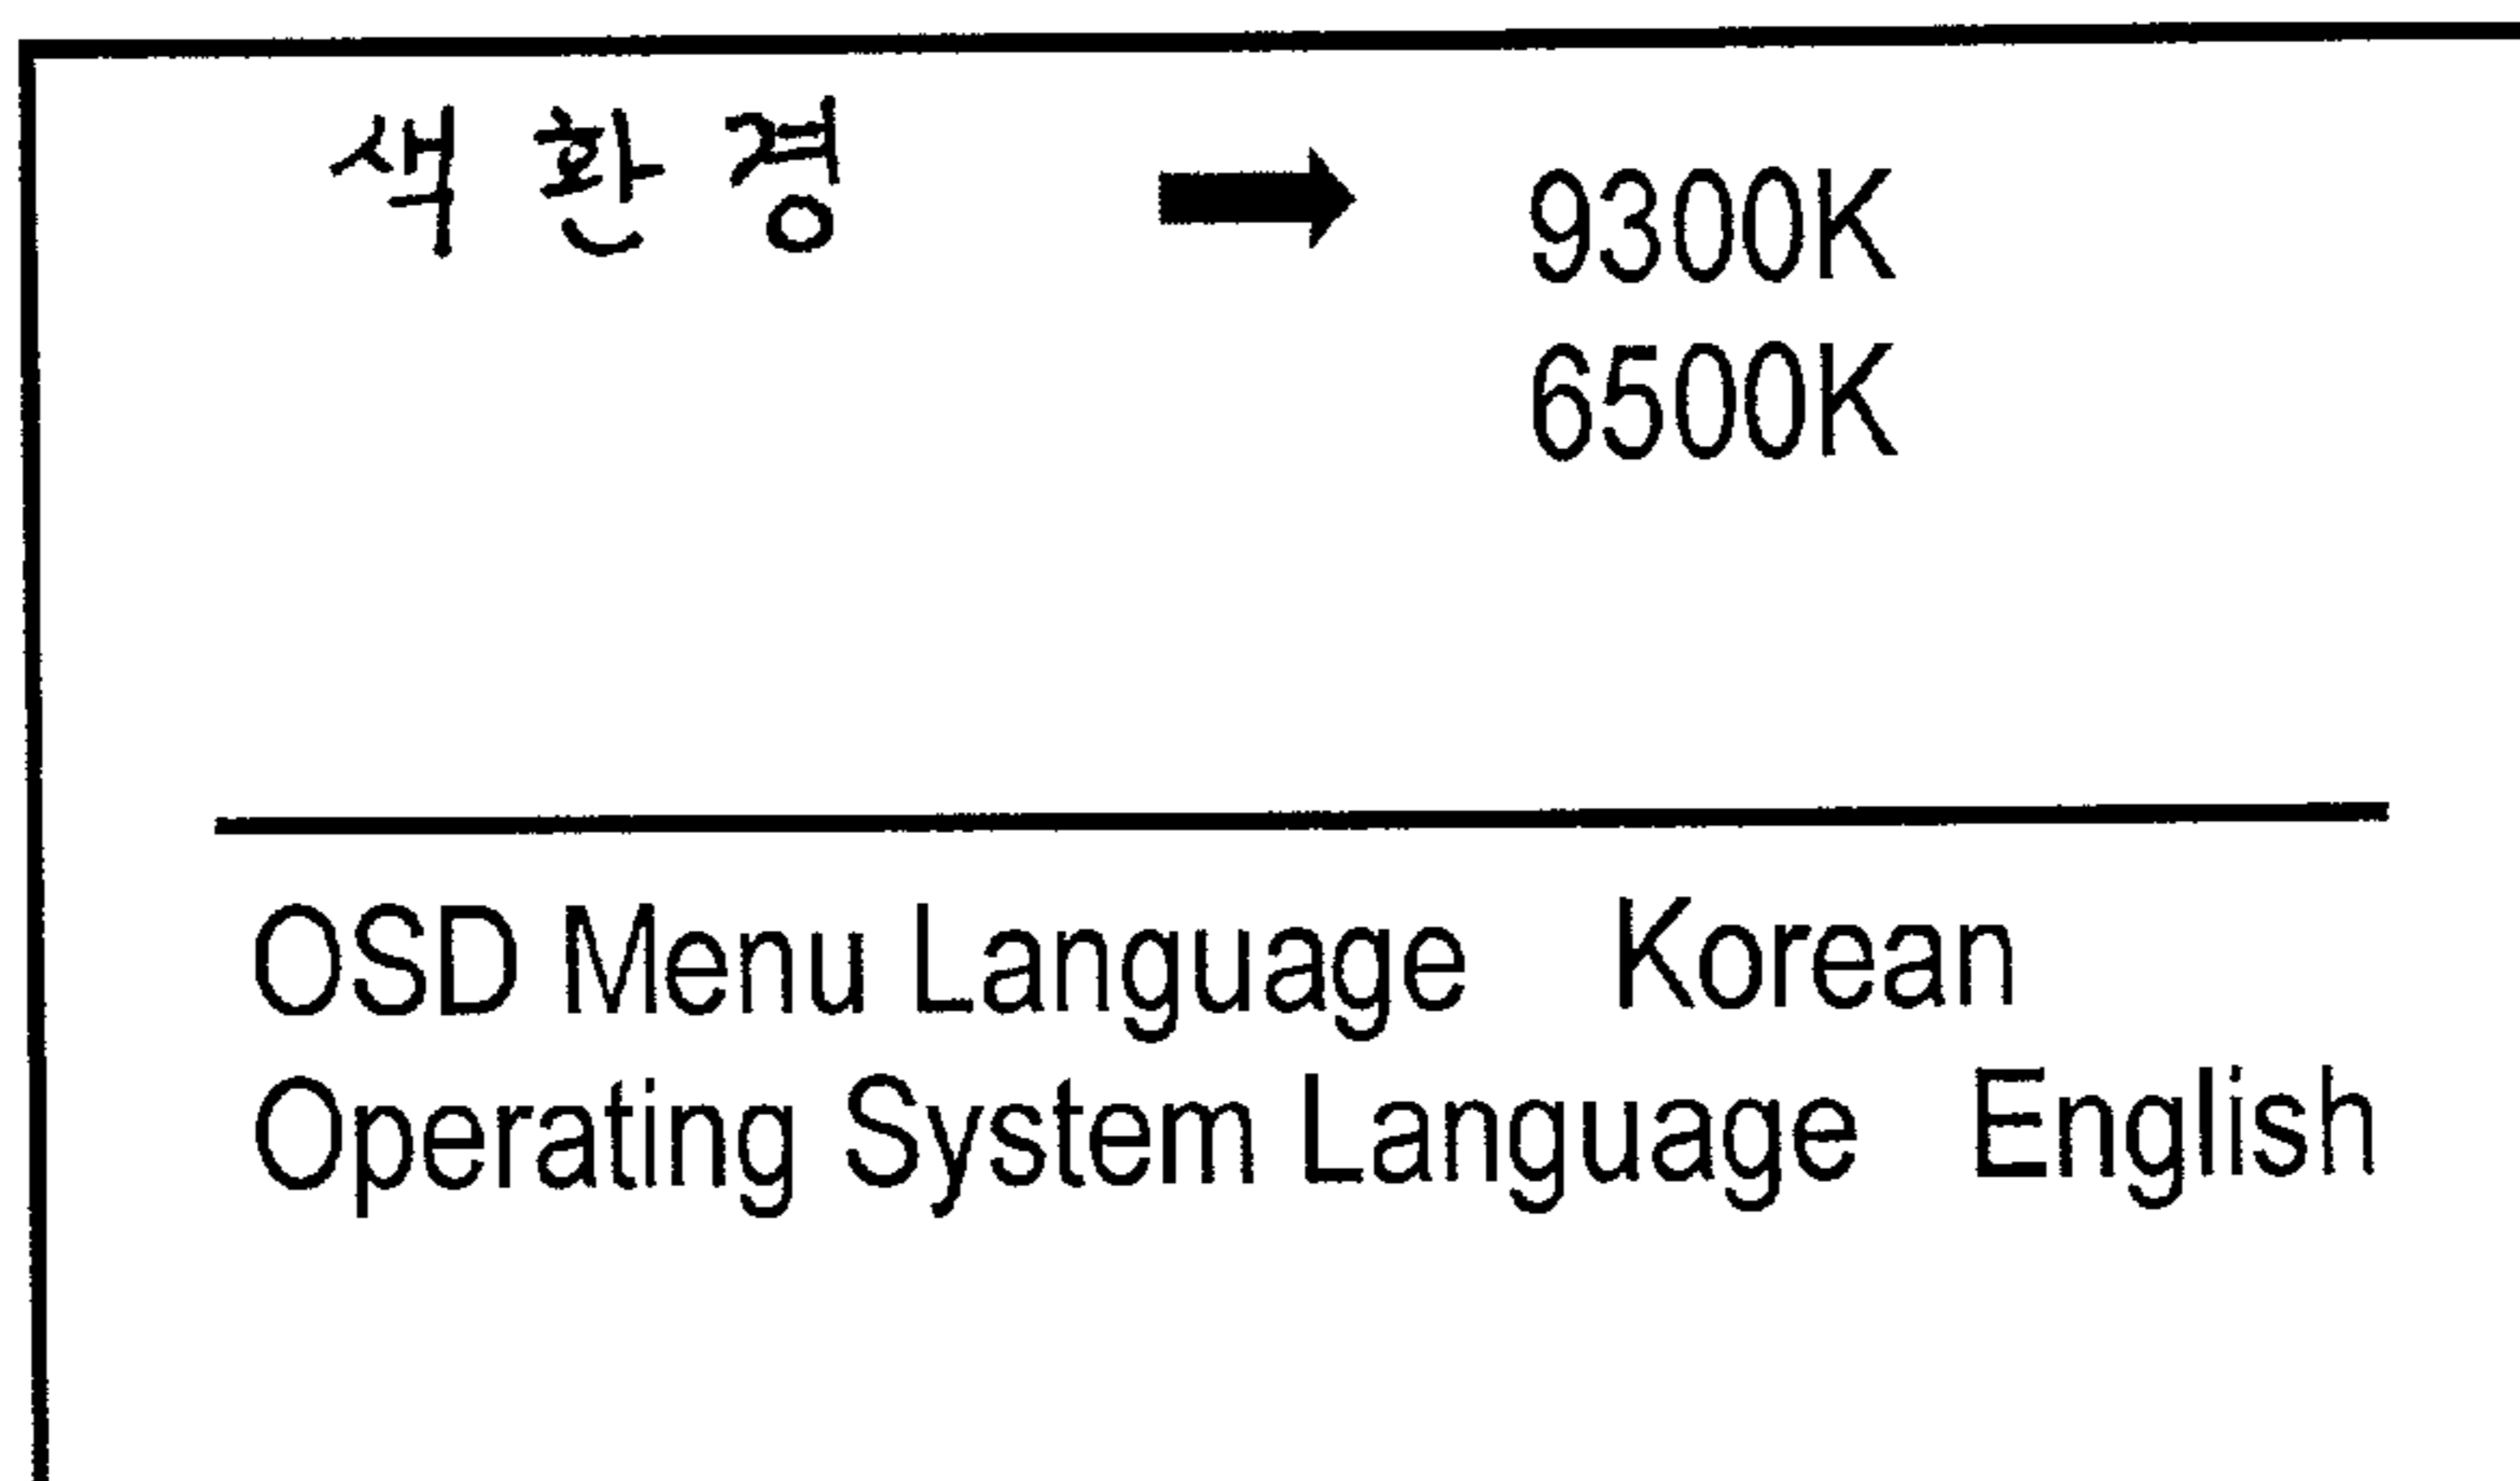 색 환 경 9300K
6500K
OSD Menu Language Korean
Operating System Language English